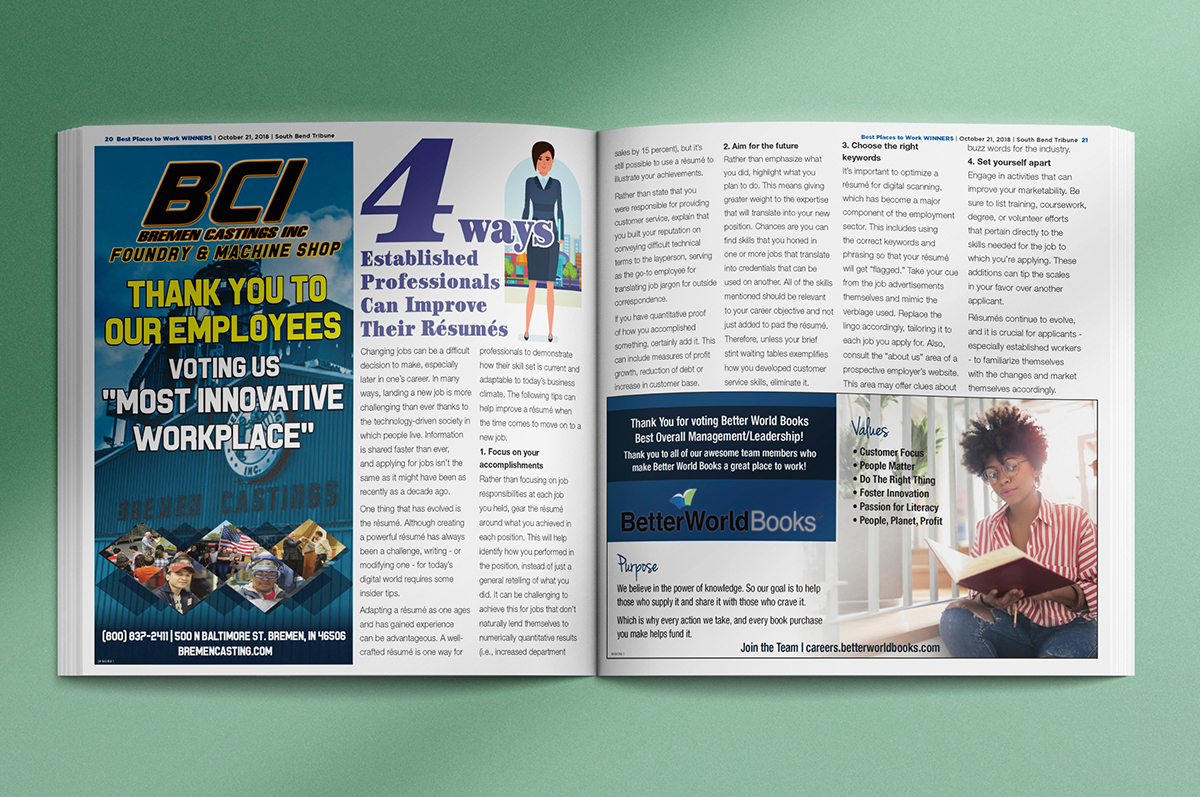 20 Best Places to Work WINNERS | October 21, 2018 | South Bend Tribune
BCI
BREMEN CASTINGS INC
FOUNDRY & MACHINE SHOP
THANK YOU TO
OUR EMPLOYEES
VOTING US
"MOST INNOVATIVE
WORKPLACE"
INC.
BREMEN CASTINGS
(800) 837-2411 | 500 N BALTIMORE ST. BREMEN, IN 46506
BREMENCASTING.COM
4
ways
Established
Professionals
Can Improve
Their Résumés
Changing jobs can be a difficult
decision to make, especially
later in one's career. In many
ways, landing a new job is more
challenging than ever thanks to
the technology-driven society in
which people live. Information
is shared faster than ever,
and applying for jobs isn't the
same as it might have been as
recently as a decade ago.
One thing that has evolved is
the résumé. Although creating
a powerful résumé has always
been a challenge, writing - or
modifying one - for today's
digital world requires some
insider tips.
Adapting a résumé as one ages
and has gained experience
can be advantageous. A well-
crafted résumé is one way for
professionals to demonstrate
how their skill set is current and
adaptable to today's business
climate. The following tips can
help improve a résumé when
the time comes to move on to a
new job.
1. Focus on your
accomplishments
Rather than focusing on job
responsibilities at each job
you held, gear the résumé
around what you achieved in
each position. This will help
identify how you performed in
the position, instead of just a
general retelling of what you
did. It can be challenging to
achieve this for jobs that don't
naturally lend themselves to
numerically quantitative results
(i.e., increased department
Best Places to Work WINNERS | October 21, 2018 | South Bend Tribune 21
sales by 15 percent), but it's
still possible to use a résumé to
illustrate your achievements.
Rather than state that you
were responsible for providing
customer service, explain that
you built your reputation on
conveying difficult technical
terms to the layperson, serving
as the go-to employee for
translating job jargon for outside
correspondence.
If you have quantitative proof
of how you accomplished
something, certainly add it. This
can include measures of profit
growth, reduction of debt or
increase in customer base.
2. Aim for the future
Rather than emphasize what
you did, highlight what you
plan to do. This means giving
greater weight to the expertise
that will translate into your new
position. Chances are you can
find skills that you honed in
one or more jobs that translate
into credentials that can be
used on another. All of the skills
mentioned should be relevant
to your career objective and not
just added to pad the résumé.
Therefore, unless your brief
stint waiting tables exemplifies
how you developed customer
service skills, eliminate it.
3. Choose the right
keywords
It's important to optimize a
résumé for digital scanning,
which has become a major
component of the employment
sector. This includes using
the correct keywords and
phrasing so that your résumé
will get "flagged." Take your cue
from the job advertisements
themselves and mimic the
verbiage used. Replace the
lingo accordingly, tailoring it to
each job you apply for. Also,
consult the "about us" area of a
prospective employer's website.
This area may offer clues about
buzz words for the industry.
4. Set yourself apart
Engage in activities that can
improve your marketability. Be
sure to list training, coursework,
degree, or volunteer efforts
that pertain directly to the
skills needed for the job to
which you're applying. These
additions can tip the scales
in your favor over another
applicant.
Résumés continue to evolve,
and it is crucial for applicants -
especially established workers
- to familiarize themselves
with the changes and market
themselves accordingly.
Thank You for voting Better World Books
Best Overall Management/Leadership!
Thank you to all of our awesome team members who
make Better World Books a great place to work!
BetterWorldBooks
Purpose
We believe in the power of knowledge. So our goal is to help
those who supply it and share it with those who crave it.
Which is why every action we take, and every book purchase
you make helps fund it.
Values
• Customer Focus
• People Matter
• Do The Right Thing
• Foster Innovation
• Passion for Literacy
• People, Planet, Profit
Join the Team | careers.betterworldbooks.com